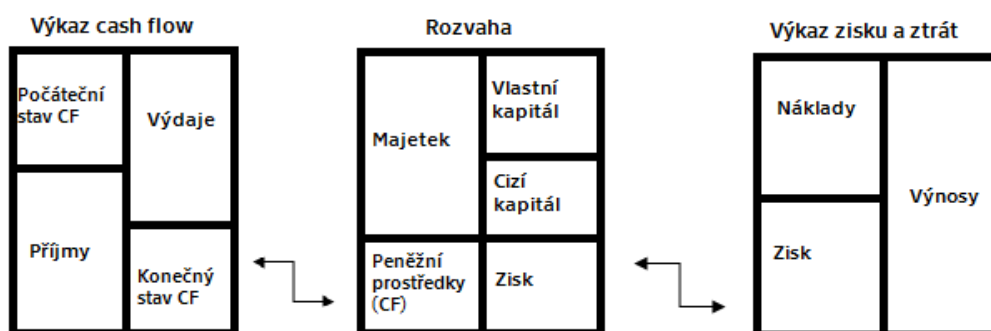 Výkaz cash flow
Počáteční
stav CF
Výdaje
Příjmy
Konečný
stav CF
Rozvaha
Majetek
Vlastní
kapitál
Cizí
kapitál
Peněžní
prostředky
(CF)
Zisk
Výkaz zisku a ztrát
Náklady
Výnosy
Zisk